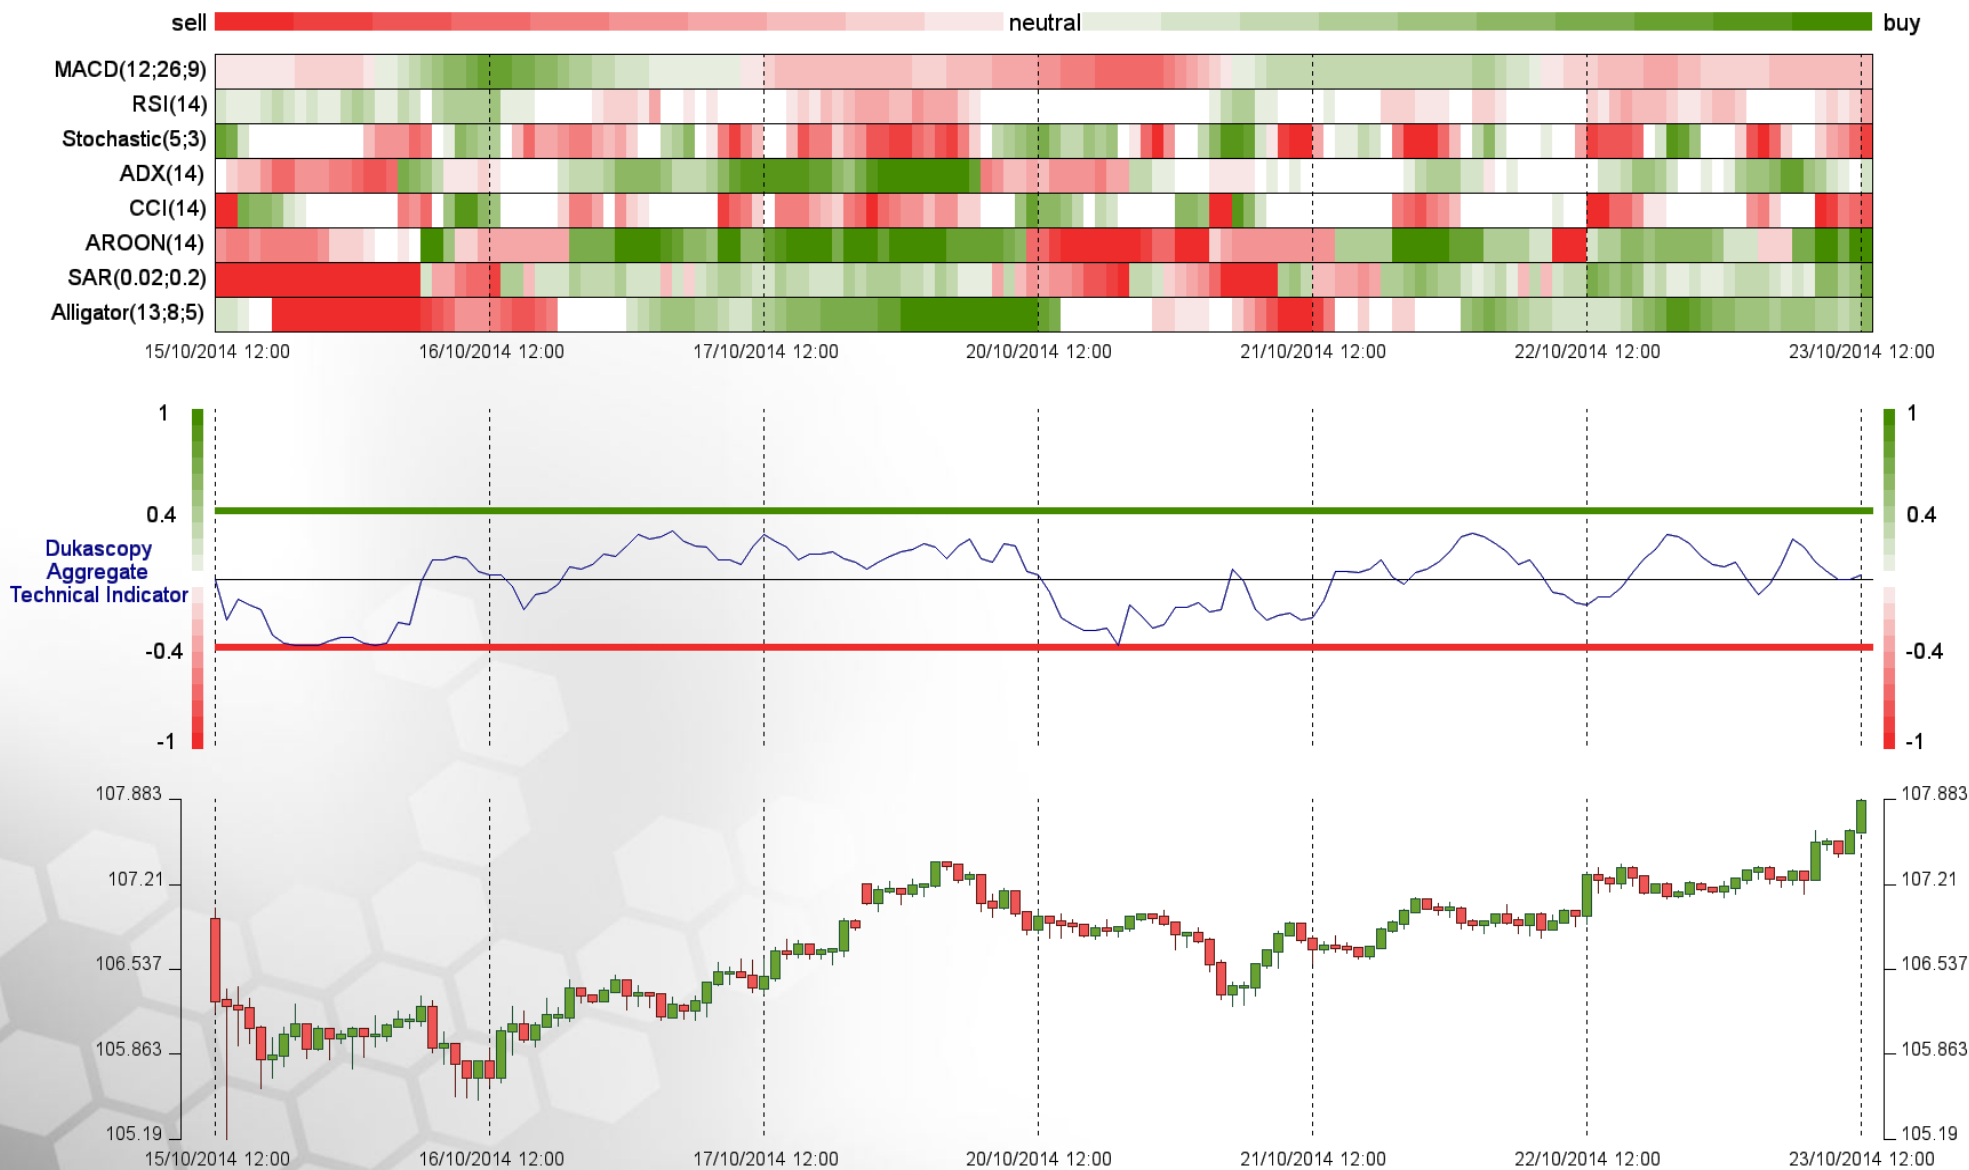 sell neutral buy
MACD(12;26;9)
RSI(14)
Stochastic(5;3)
ADX(14)
CCI(14)
AROON(14)
SAR(0.02;0.2)
Alligator(13;8;5)
15/10/2014 12:00 16/10/2014 12:00 17/10/2014 12:00 20/10/2014 12:00 21/10/2014 12:00 22/10/2014 12:00 23/10/2014 12:00
1 1
0.4 0.4
Dukascopy
Aggregate
Technical Indicator
-0.4 -0.4
-1 -1
107.883 107.883
107.21 107.21
106.537 106.537
105.863 105.863
105.19 105.19
15/10/2014 12:00 16/10/2014 12:00 17/10/2014 12:00 20/10/2014 12:00 21/10/2014 12:00 22/10/2014 12:00 23/10/2014 12:00